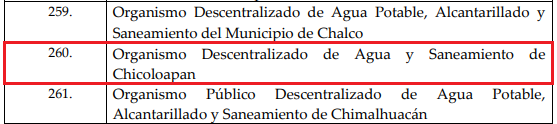 259. Organismo Descentralizado de Agua Potable, Alcantarillado y
Saneamiento del Municipio de Chalco
260. Organismo Descentralizado de Agua y Saneamiento de
Chicoloapan
261. Organismo Público Descentralizado de Agua Potable,
Alcantarillado y Saneamiento de Chimalhuacán